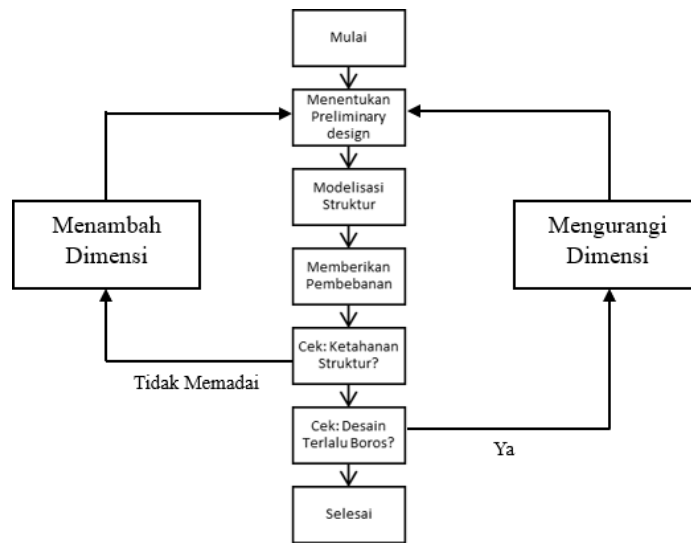 Mulai
Menentukan
Preliminary
design
Modelisasi
Struktur
Menambah
Dimensi
Mengurangi
Dimensi
Memberikan
Pembebanan
Cek: Ketahanan
Struktur?
Tidak Memadai
Cek: Desain
Terlalu Boros?
Ya
Selesai